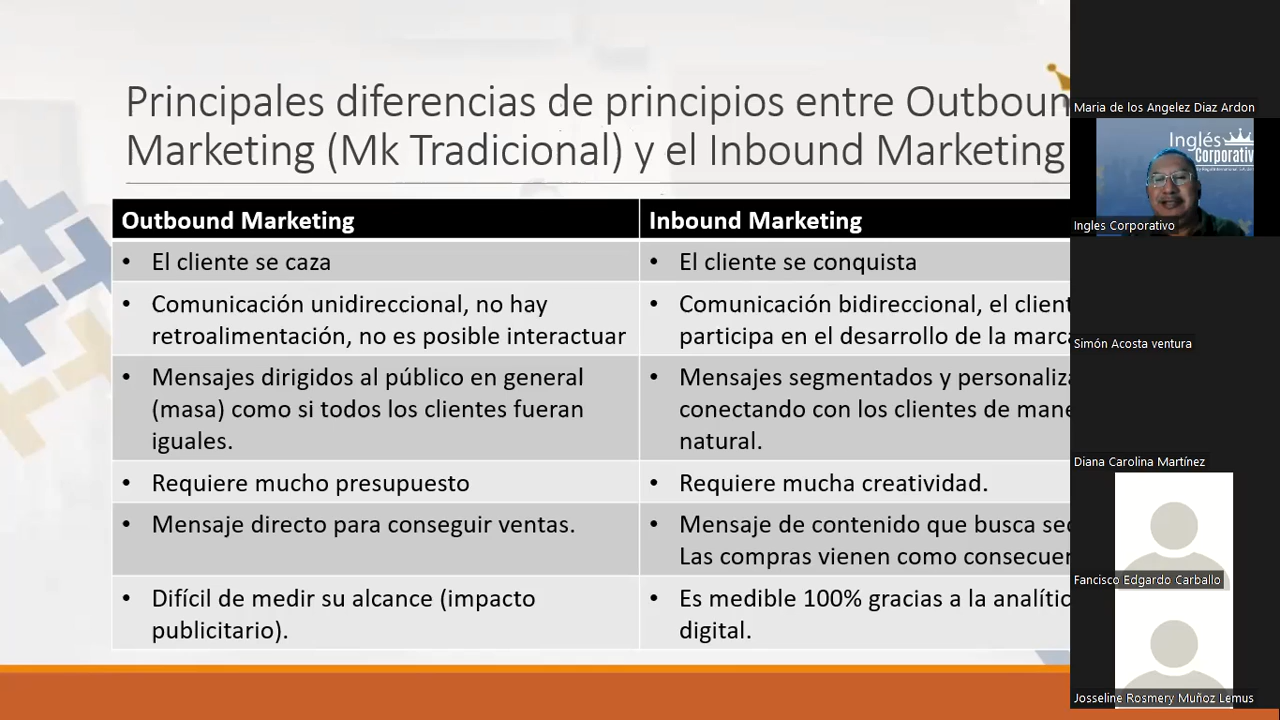 Principales diferencias de principios entre Outboun
Marketing (Mk Tradicional) y el Inbound Marketing
Outbound Marketing
Inbound Marketing
• El cliente se caza
• El cliente se conquista
• Comunicación unidireccional, no hay
retroalimentación, no es posible interactuar
• Comunicación bidireccional, el client
participa en el desarrollo de la marca
• Mensajes dirigidos al público en general
(masa) como si todos los clientes fueran
iguales.
• Mensajes segmentados y personaliza
conectando con los clientes de mane
natural.
• Requiere mucho presupuesto
• Requiere mucha creatividad.
• Mensaje directo para conseguir ventas.
• Mensaje de contenido que busca sed
Las compras vienen como consecuen
• Difícil de medir su alcance (impacto
publicitario).
• Es medible 100% gracias a la analític
digital.
Maria de los Angelez Diaz Ardon
Inglés
Corporativ
Ingles Corporativo
Simón Acosta ventura
Diana Carolina Martínez
Fancisco Edgardo Carballo
Josseline Rosmery Muñoz Lemus